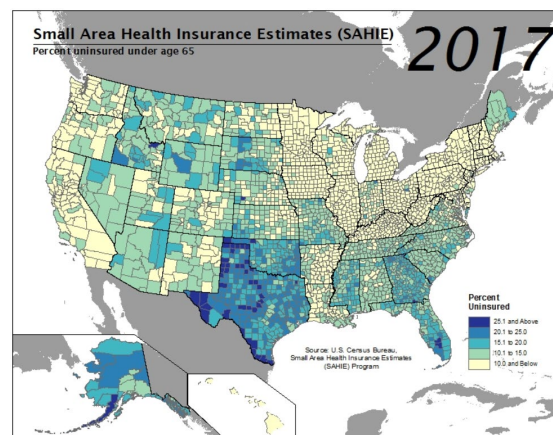 Small Area Health Insurance Estimates (SAHIE)
Percent uninsured under age 65
2017
Percent
Uninsured
25.1 and Above
20.1 to 25.0
15.1 to 20.0
10.1 to 15.0
10.0 and Below
Source: U.S. Census Bureau,
Small Area Health Insurance Estimates
(SAHIE) Program